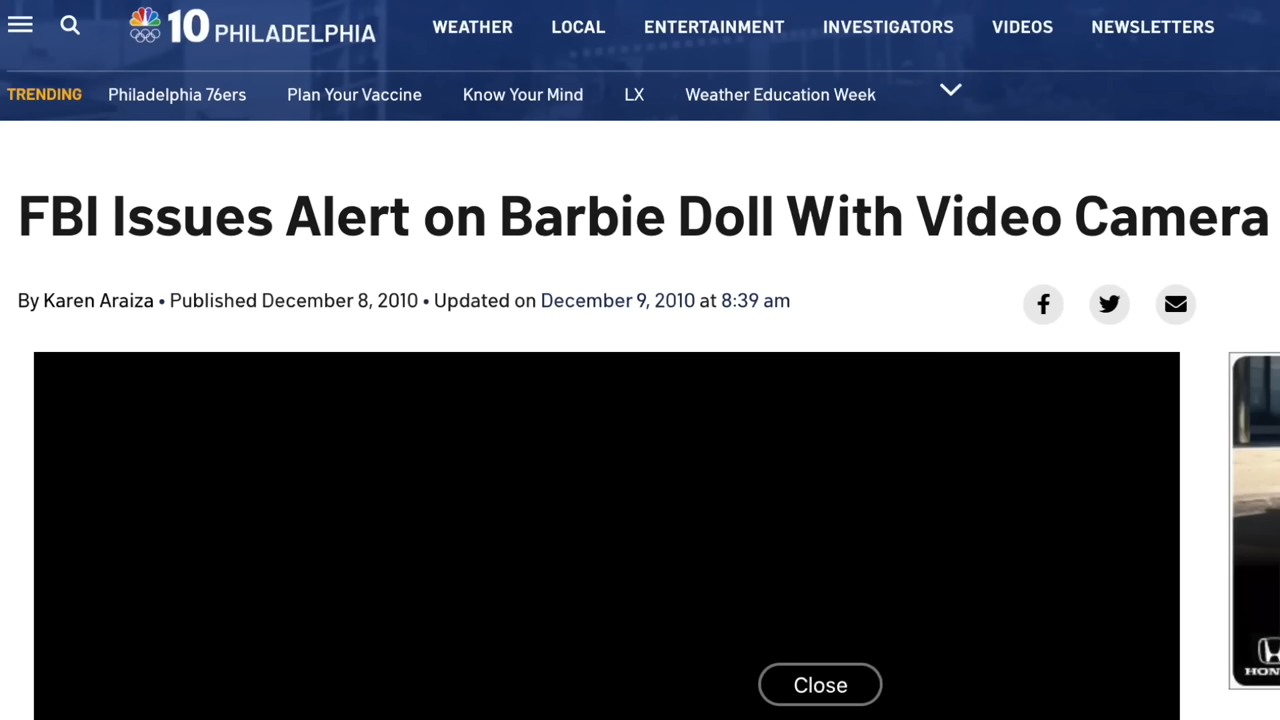 10 PHILADELPHIA
WEATHER LOCAL ENTERTAINMENT INVESTIGATORS VIDEOS NEWSLETTERS
TRENDING Philadelphia 76ers Plan Your Vaccine Know Your Mind LX Weather Education Week
FBI Issues Alert on Barbie Doll With Video Camera
By Karen Araiza • Published December 8, 2010 • Updated on December 9, 2010 at 8:39 am
Close
HON